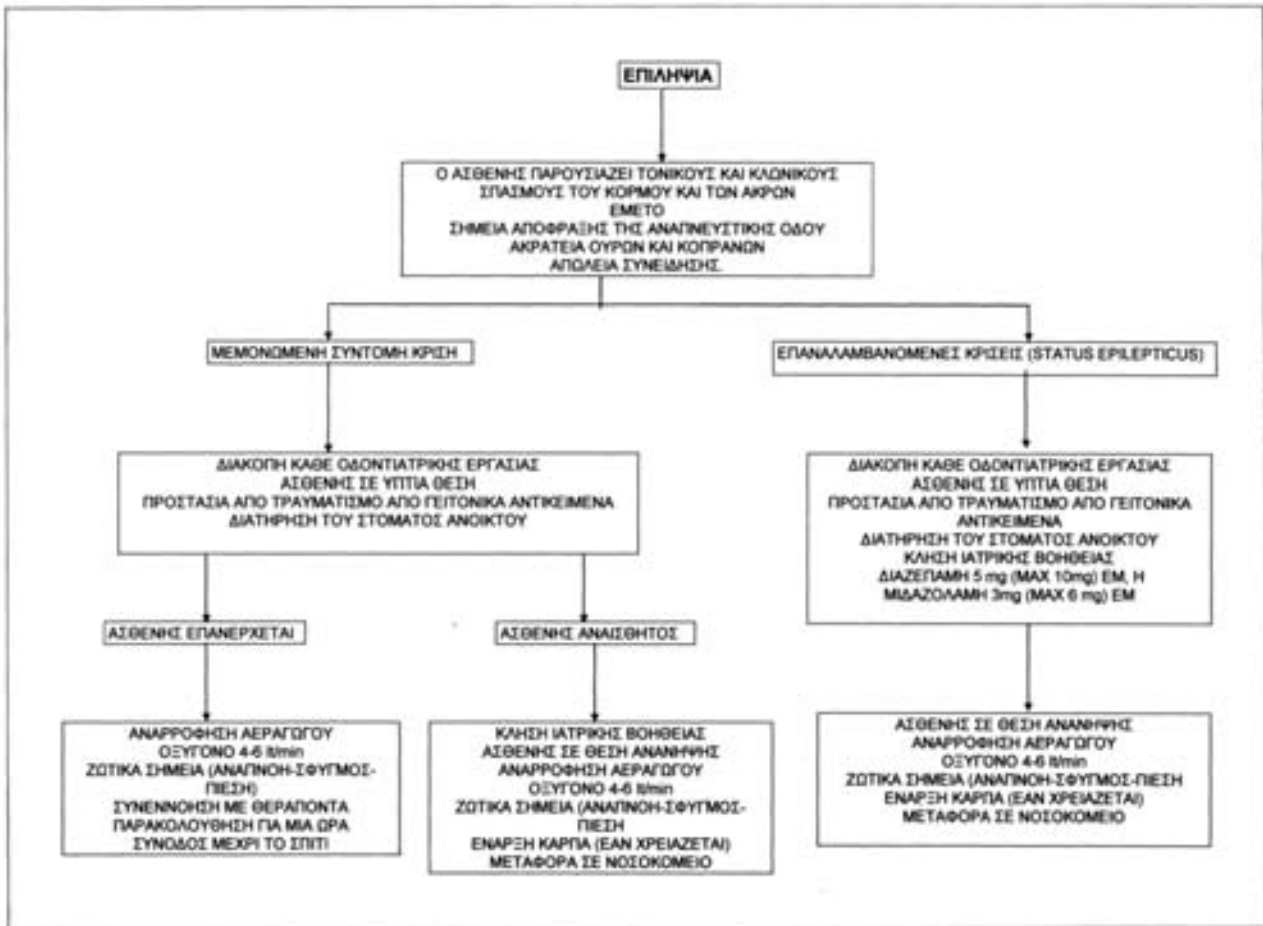 ΕΠΙΛΗΨΙΑ
Ο ΑΣΘΕΝΗΣ ΠΑΡΟΥΣΙΑΖΕΙ ΤΟΝΙΚΟΥΣ ΚΑΙ ΚΛΩΝΙΚΟΥΣ
ΣΠΑΣΜΟΥΣ ΤΟΥ ΚΟΡΜΟΥ ΚΑΙ ΤΩΝ ΑΚΡΩΝ
ΕΜΕΤΟ
ΣΗΜΕΙΑ ΑΠΟΦΡΑΞΗΣ ΤΗΣ ΑΝΑΠΝΕΥΣΤΙΚΗΣ ΟΔΟΥ
ΑΚΡΑΤΕΙΑ ΟΥΡΩΝ ΚΑΙ ΚΟΠΡΑΝΩΝ
ΑΠΩΛΕΙΑ ΣΥΝΕΙΔΗΣΗΣ.
ΜΕΜΟΝΩΜΕΝΗ ΣΥΝΤΟΜΗ ΚΡΙΣΗ
ΕΠΑΝΑΛΑΜΒΑΝΟΜΕΝΕΣ ΚΡΙΣΕΙΣ (STATUS EPILEPTICUS)
ΔΙΑΚΟΠΗ ΚΑΘΕ ΟΔΟΝΤΙΑΤΡΙΚΗΣ ΕΡΓΑΣΙΑΣ
ΑΣΘΕΝΗΣ ΣΕ ΥΠΤΙΑ ΘΕΣΗ
ΠΡΟΣΤΑΣΙΑ ΑΠΟ ΤΡΑΥΜΑΤΙΣΜΟ ΑΠΟ ΓΕΙΤΟΝΙΚΑ ΑΝΤΙΚΕΙΜΕΝΑ
ΔΙΑΤΗΡΗΣΗ ΤΟΥ ΣΤΟΜΑΤΟΣ ΑΝΟΙΚΤΟΥ
ΔΙΑΚΟΠΗ ΚΑΘΕ ΟΔΟΝΤΙΑΤΡΙΚΗΣ ΕΡΓΑΣΙΑΣ
ΑΣΘΕΝΗΣ ΣΕ ΥΠΤΙΑ ΘΕΣΗ
ΠΡΟΣΤΑΣΙΑ ΑΠΟ ΤΡΑΥΜΑΤΙΣΜΟ ΑΠΟ ΓΕΙΤΟΝΙΚΑ
ΑΝΤΙΚΕΙΜΕΝΑ
ΔΙΑΤΗΡΗΣΗ ΤΟΥ ΣΤΟΜΑΤΟΣ ΑΝΟΙΚΤΟΥ
ΚΛΗΣΗ ΙΑΤΡΙΚΗΣ ΒΟΗΘΕΙΑΣ
ΔΙΑΖΕΠΑΜΗ 5 mg (MAX 10mg) ΕΜ, Η
ΜΙΔΑΖΟΛΑΜΗ 3mg (MAX 6 mg) ΕΜ
ΑΣΘΕΝΗΣ ΕΠΑΝΕΡΧΕΤΑΙ
ΑΣΘΕΝΗΣ ΑΝΑΙΣΘΗΤΟΣ
ΑΝΑΡΡΟΦΗΣΗ ΑΕΡΑΓΩΓΟΥ
ΟΞΥΓΟΝΟ 4-6 lt/min
ΖΩΤΙΚΑ ΣΗΜΕΙΑ (ΑΝΑΠΝΟΗ-ΣΦΥΓΜΟΣ-
ΠΙΕΣΗ)
ΣΥΝΕΝΝΟΗΣΗ ΜΕ ΘΕΡΑΠΟΝΤΑ
ΠΑΡΑΚΟΛΟΥΘΗΣΗ ΓΙΑ ΜΙΑ ΩΡΑ
ΣΥΝΟΔΟΣ ΜΕΧΡΙ ΤΟ ΣΠΙΤΙ
ΚΛΗΣΗ ΙΑΤΡΙΚΗΣ ΒΟΗΘΕΙΑΣ
ΑΣΘΕΝΗΣ ΣΕ ΘΕΣΗ ΑΝΑΝΗΨΗΣ
ΑΝΑΡΡΟΦΗΣΗ ΑΕΡΑΓΩΓΟΥ
ΟΞΥΓΟΝΟ 4-6 lt/min
ΖΩΤΙΚΑ ΣΗΜΕΙΑ (ΑΝΑΠΝΟΗ-ΣΦΥΓΜΟΣ-
ΠΙΕΣΗ
ΕΝΑΡΞΗ ΚΑΡΠΑ (ΕΑΝ ΧΡΕΙΑΖΕΤΑΙ)
ΜΕΤΑΦΟΡΑ ΣΕ ΝΟΣΟΚΟΜΕΙΟ
ΑΣΘΕΝΗΣ ΣΕ ΘΕΣΗ ΑΝΑΝΗΨΗΣ
ΑΝΑΡΡΟΦΗΣΗ ΑΕΡΑΓΩΓΟΥ
ΟΞΥΓΟΝΟ 4-6 lt/min
ΖΩΤΙΚΑ ΣΗΜΕΙΑ (ΑΝΑΠΝΟΗ-ΣΦΥΓΜΟΣ-ΠΙΕΣΗ
ΕΝΑΡΞΗ ΚΑΡΠΑ (ΕΑΝ ΧΡΕΙΑΖΕΤΑΙ)
ΜΕΤΑΦΟΡΑ ΣΕ ΝΟΣΟΚΟΜΕΙΟ